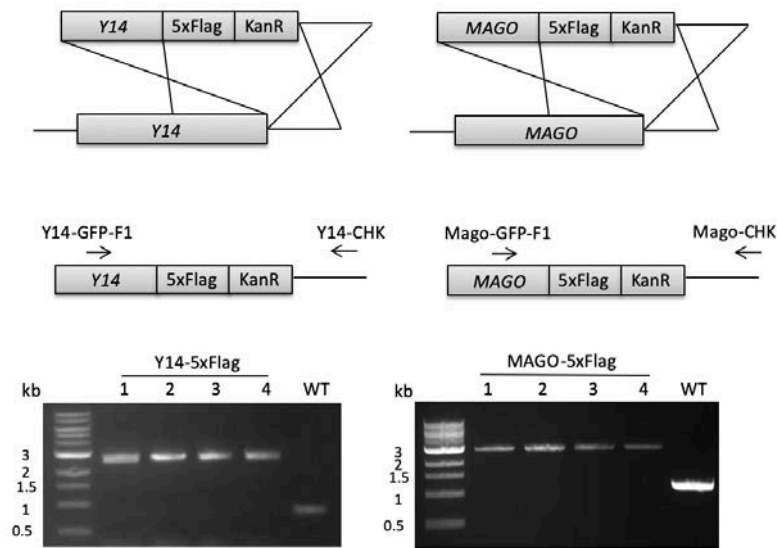 Y14 5xFlag KanR
MAGO 5xFlag KanR
Y14
MAGO
Y14-GFP-F1 Y14-CHK
Mago-GFP-F1 Mago-CHK
Y14 5xFlag KanR
MAGO 5xFlag KanR
Y14-5xFlag
kb 1 2 3 4 WT
3
2
1.5
1
0.5
MAGO-5xFlag
kb 1 2 3 4 WT
3
2
1.5
1
0.5